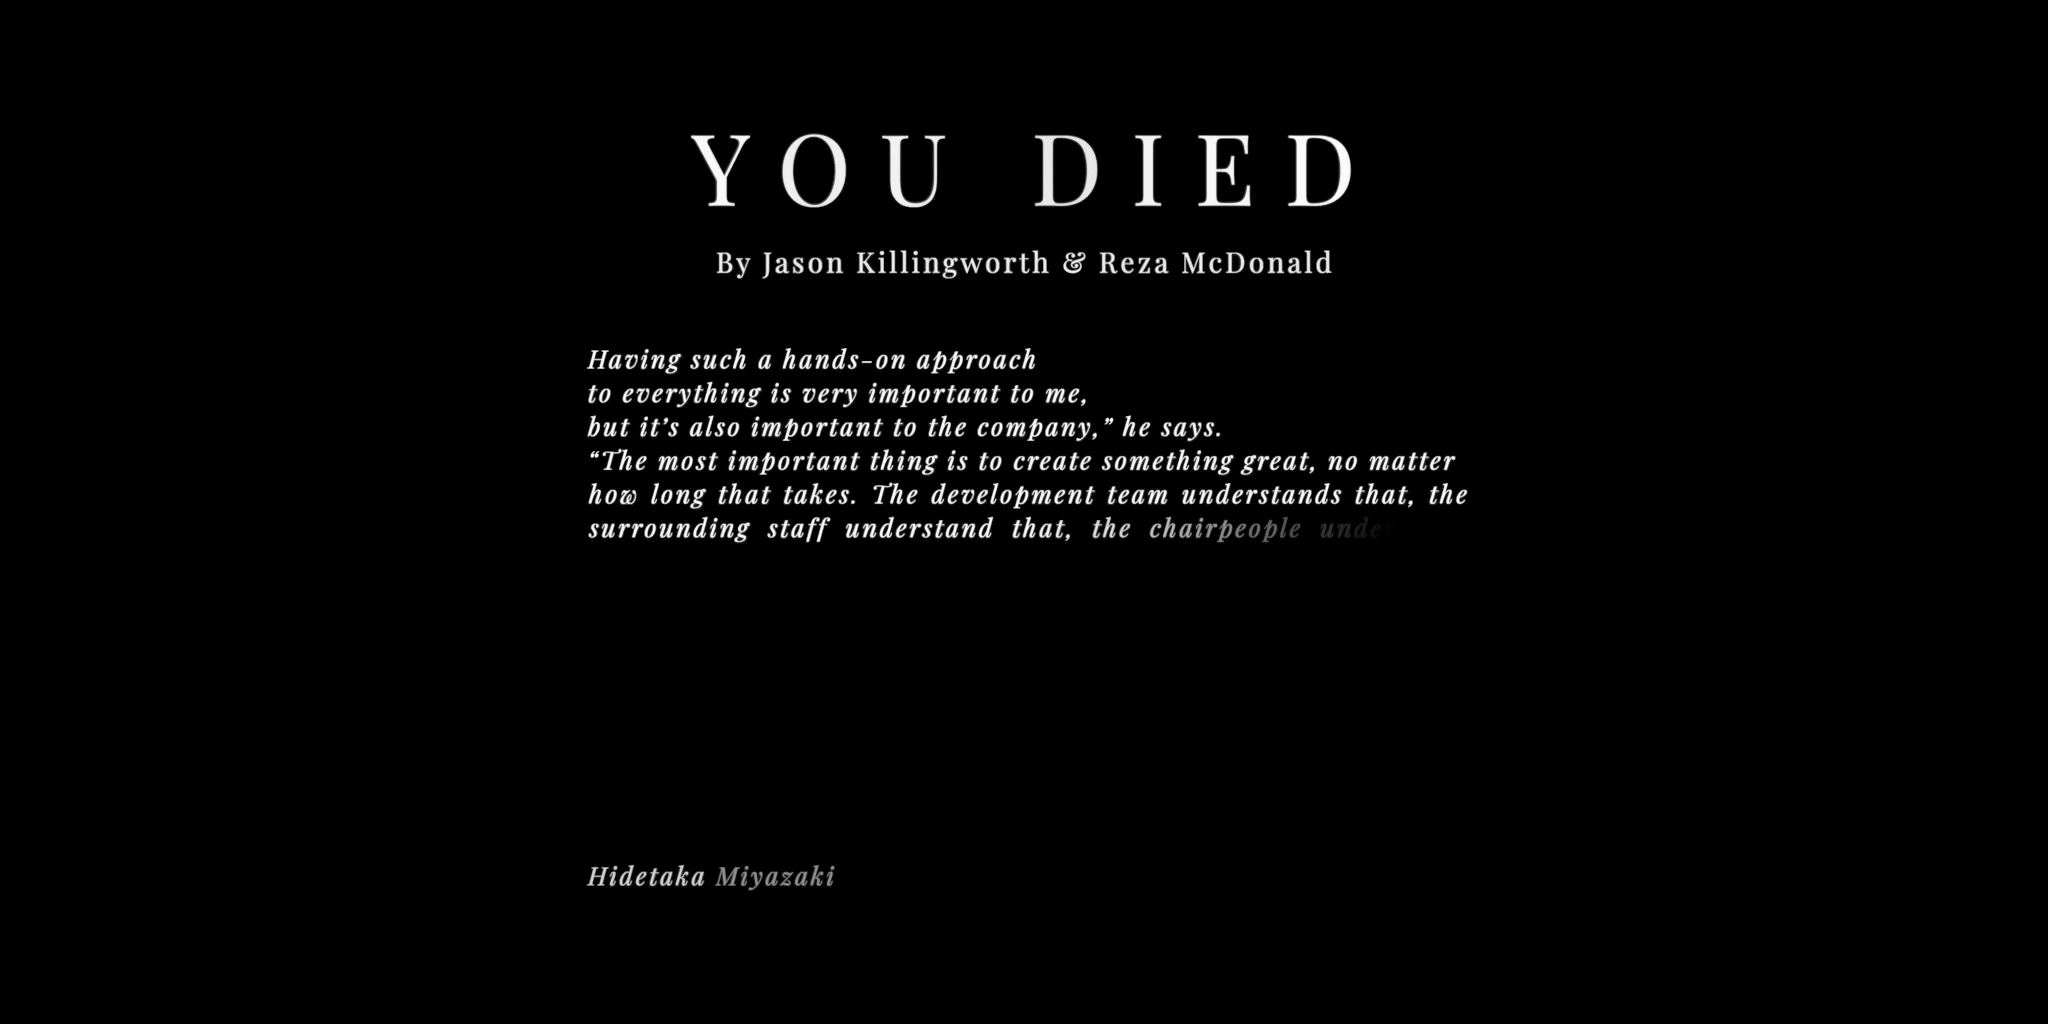 YOU DIED
By Jason Killingworth & Reza McDonald
Having such a hands-on approach
to everything is very important to me,
but it’s also important to the company,” he says.
“The most important thing is to create something great, no matter
how long that takes. The development team understands that, the
surrounding staff understand that, the chairpeople under
Hidetaka Miyazaki